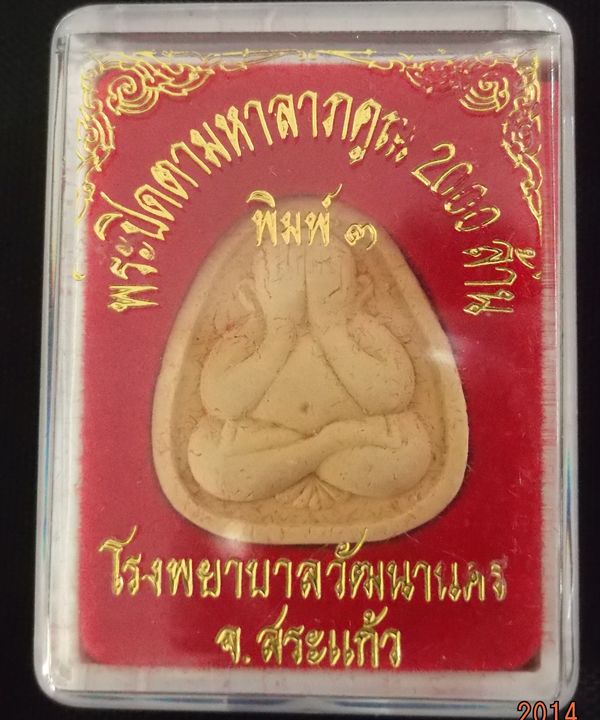 พระปิดตามหาลาภคูณ 2000 ล้าน
พิมพ์ ๓
โรงพยาบาลวัฒนานคร
จ.สระแก้ว
2014